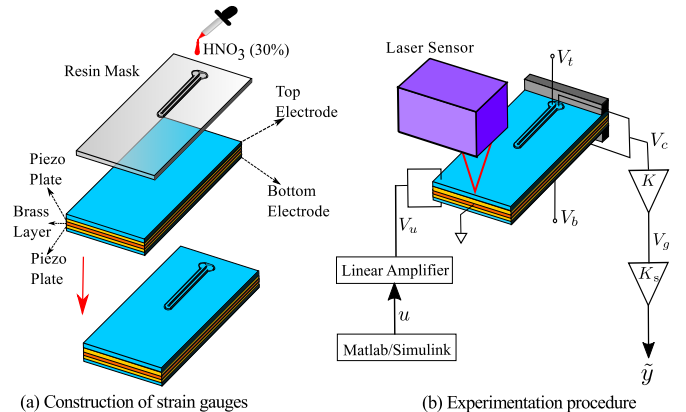 HNO3 (30%)
Resin Mask
Top
Electrode
Piezo
Plate
Brass
Layer
Piezo
Plate
Bottom
Electrode
(a) Construction of strain gauges
Laser Sensor
Vt
Vc
K
Vu
Vb
Vg
Linear Amplifier
Ks
u
Matlab/Simulink
ỹ
(b) Experimentation procedure